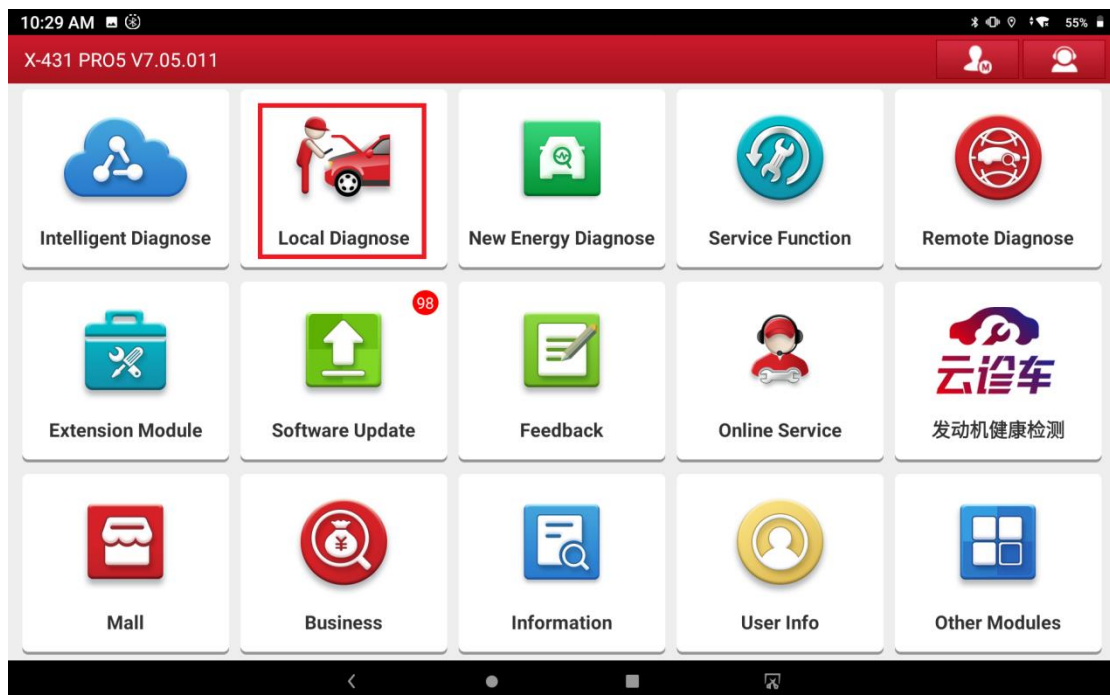 10:29 AM
55%
X-431 PRO5 V7.05.011
M
Intelligent Diagnose
Local Diagnose
New Energy Diagnose
Service Function
Remote Diagnose
98
云诊车
Extension Module
Software Update
Feedback
Online Service
发动机健康检测
¥
Mall
Business
Information
User Info
Other Modules